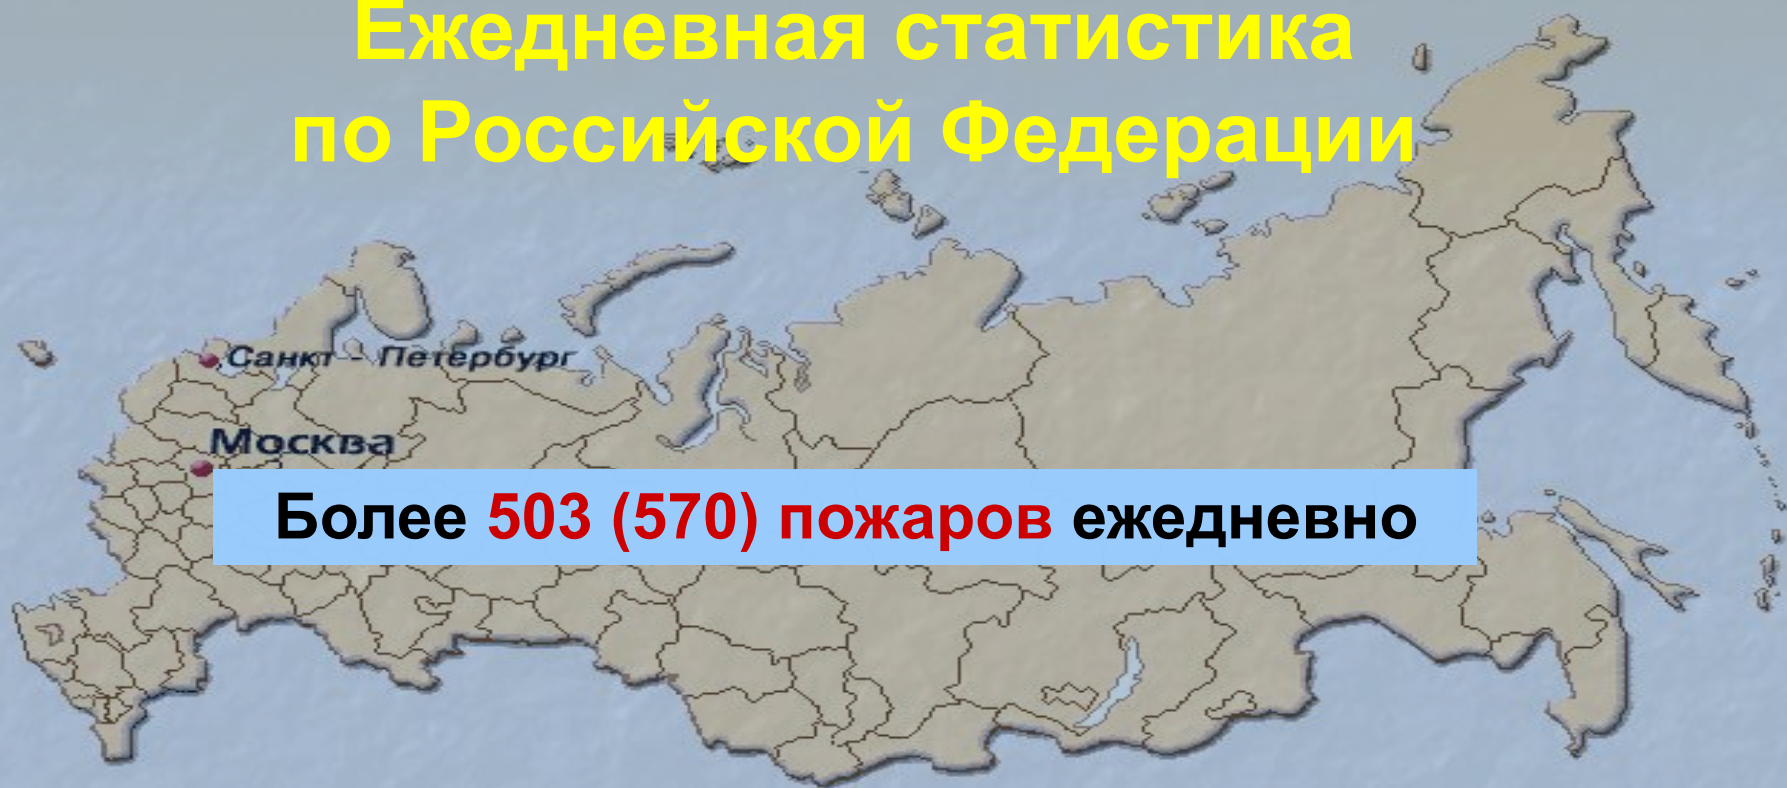 Ежедневная статистика
по Российской Федерации
Санкт - Петербург
Москва
Более 503 (570) пожаров ежедневно